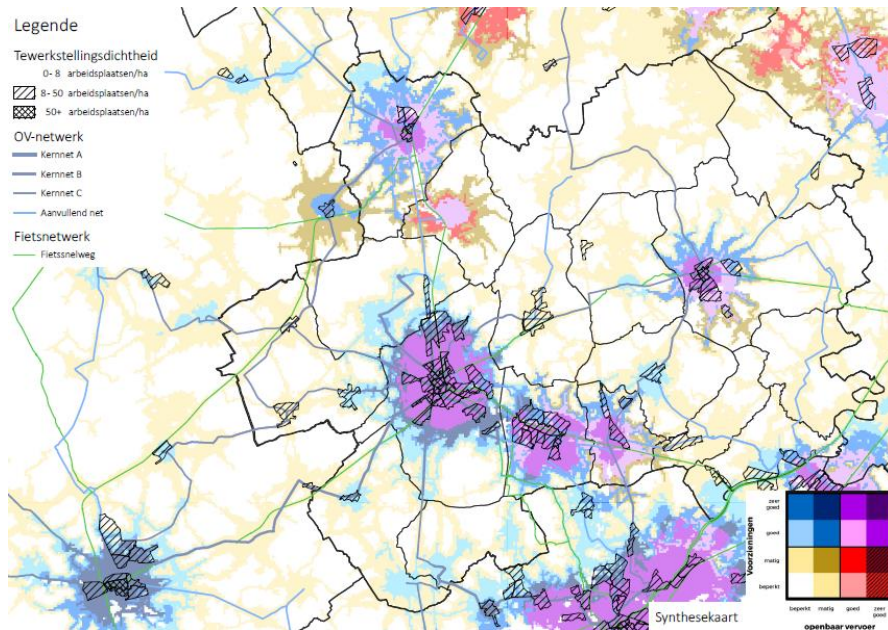 Legende
Tewerkstellingsdichtheid
0- 8 arbeidsplaatsen/ha
8- 50 arbeidsplaatsen/ha
50+ arbeidsplaatsen/ha
OV-netwerk
Kernnet A
Kernnet B
Kernnet C
Aanvullend net
Fietsnetwerk
Fietssnelweg
Voorzieningen
zeer
goed
goed
matig
beperkt
beperkt
matig
goed
zeer
goed
openbaar vervoer
Synthesekaart